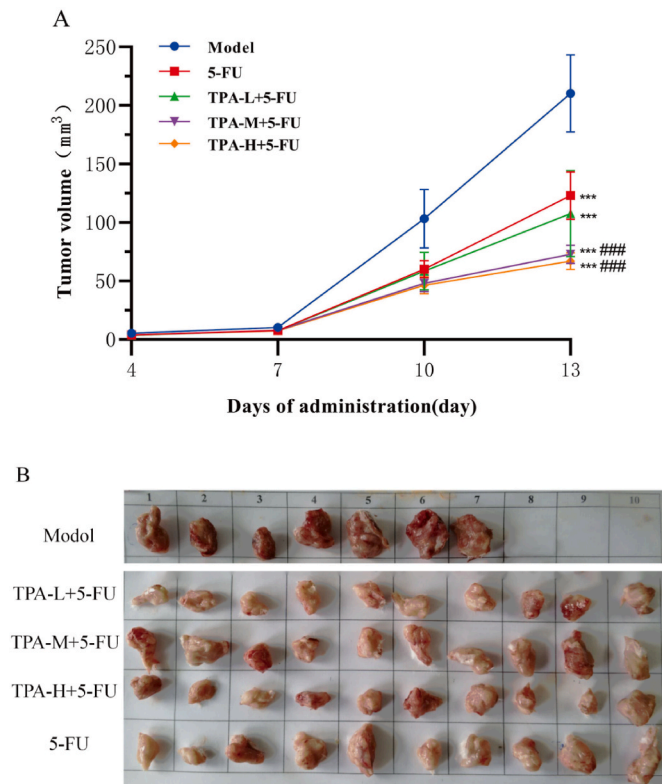 A
Model
5-FU
TPA-L+5-FU
TPA-M+5-FU
TPA-H+5-FU
Tumor volume（mm³）
250
200
150
100
50
0
***
***
*** ###
*** ###
4 7 10 13
Days of administration(day)
B
1 2 3 4 5 6 7 8 9 10
Modol
TPA-L+5-FU
TPA-M+5-FU
TPA-H+5-FU
5-FU